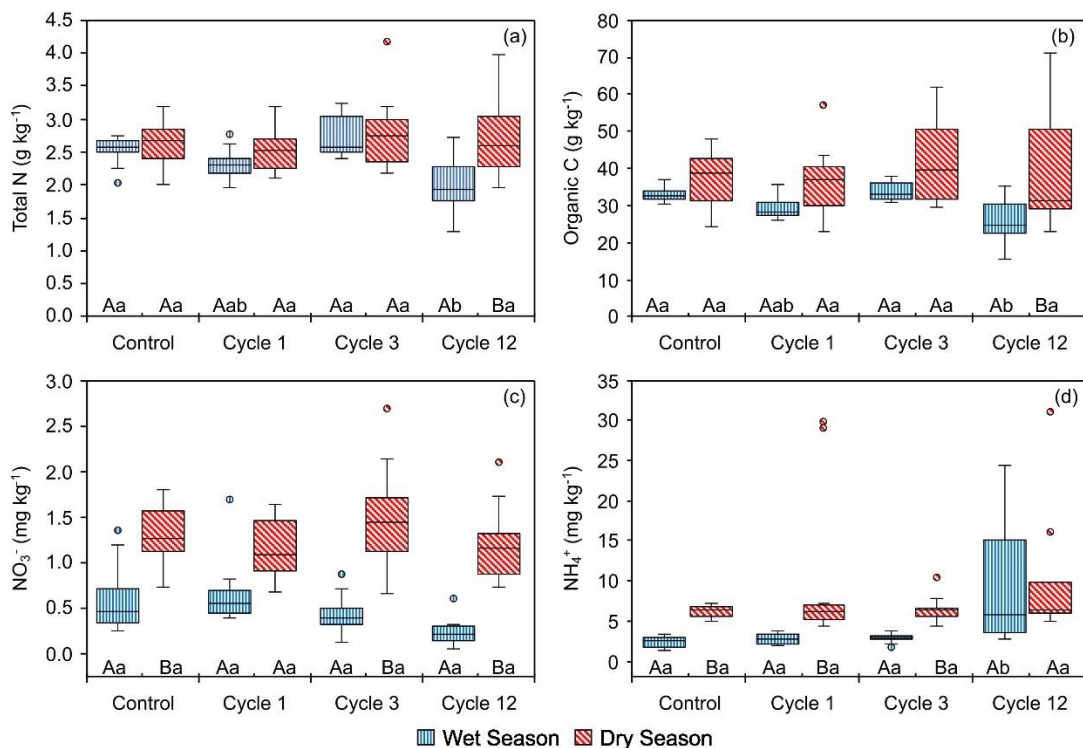 (a)
Total N (g kg⁻¹)
4.5
4.0
3.5
3.0
2.5
2.0
1.5
1.0
0.5
0.0
Aa Aa Aab Aa Aa Aa Ab Ba
Control Cycle 1 Cycle 3 Cycle 12
(b)
Organic C (g kg⁻¹)
80
70
60
50
40
30
20
10
0
Aa Aa Aab Aa Aa Aa Ab Ba
Control Cycle 1 Cycle 3 Cycle 12
(c)
NO₃⁻ (mg kg⁻¹)
3.0
2.5
2.0
1.5
1.0
0.5
0.0
Aa Ba Aa Aa Aa Ba Aa Ba
Control Cycle 1 Cycle 3 Cycle 12
(d)
NH₄⁺ (mg kg⁻¹)
35
30
25
20
15
10
5
0
Aa Ba Aa Ba Aa Ba Ab Aa
Control Cycle 1 Cycle 3 Cycle 12
Wet Season Dry Season